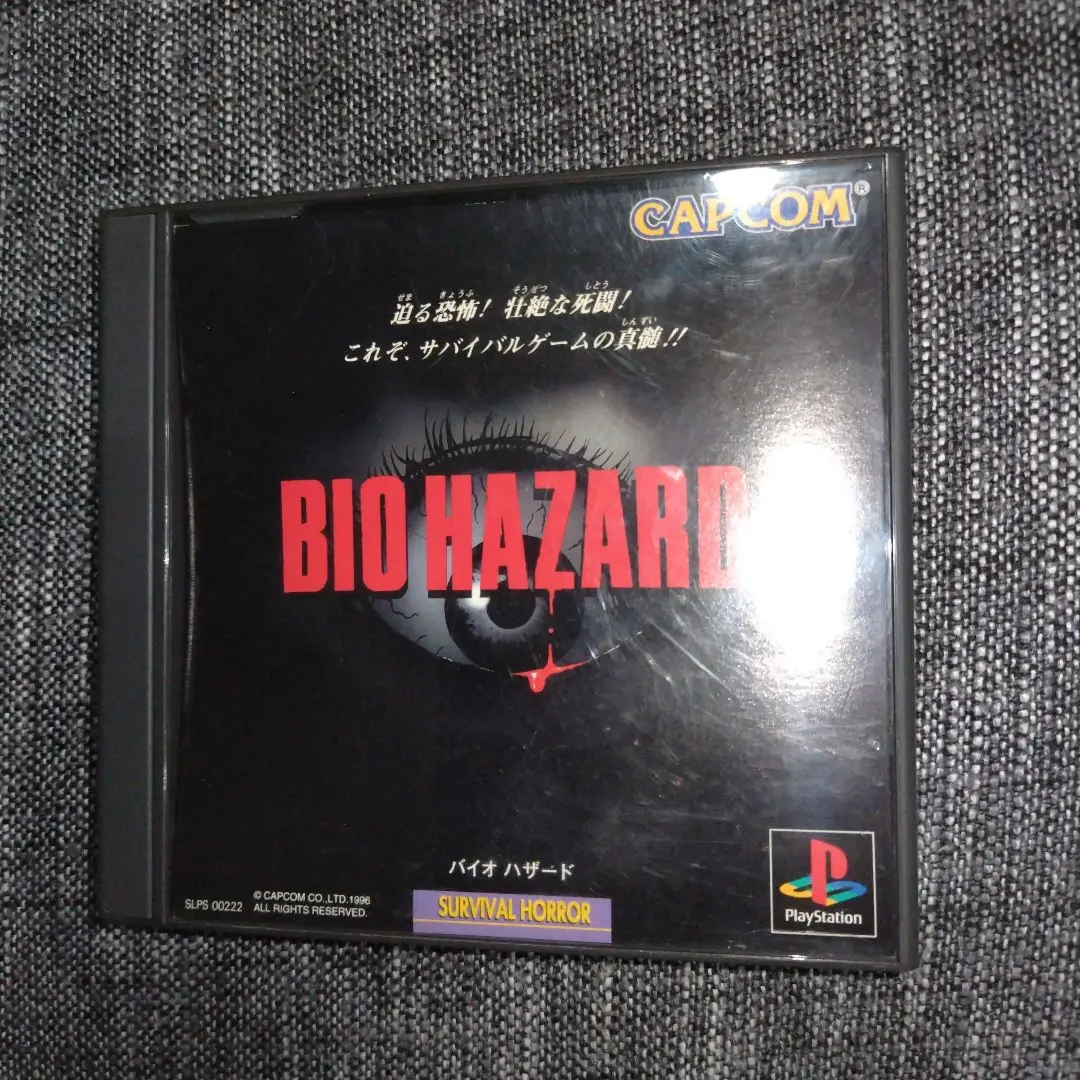 CAPCOM®
迫る恐怖! 壮絶な死闘!
これぞ、サバイバルゲームの真髄!!
BIO HAZARD
バイオ ハザード
SLPS 00222
© CAPCOM CO.,LTD.1996
ALL RIGHTS RESERVED.
SURVIVAL HORROR
PlayStation